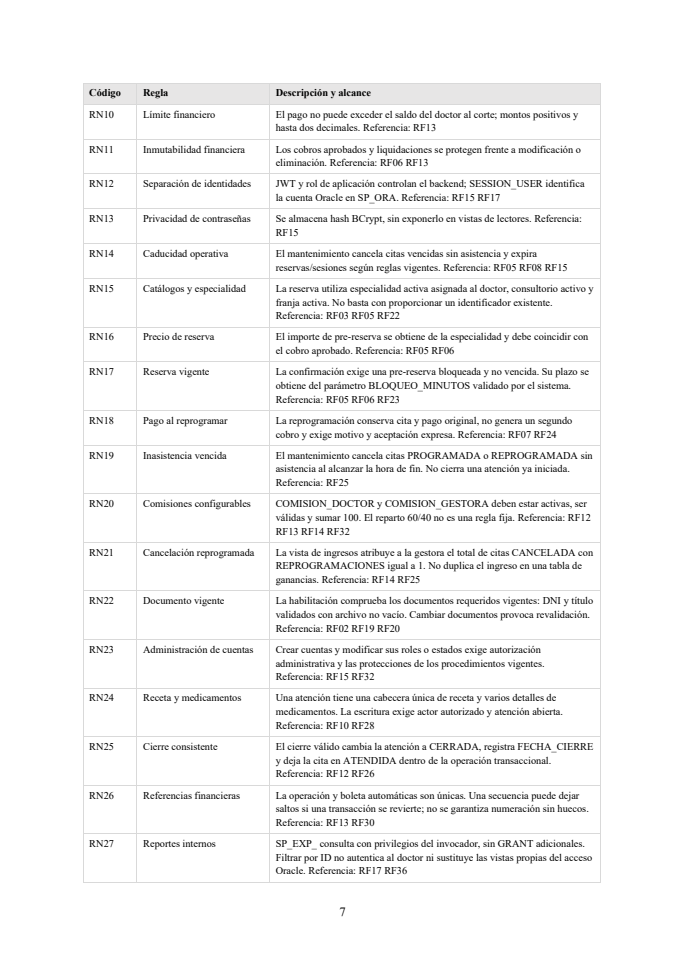 Código Regla Descripción y alcance
RN10 Límite financiero El pago no puede exceder el saldo del doctor al corte; montos positivos y
hasta dos decimales. Referencia: RF13
RN11 Inmutabilidad financiera Los cobros aprobados y liquidaciones se protegen frente a modificación o
eliminación. Referencia: RF06 RF13
RN12 Separación de identidades JWT y rol de aplicación controlan el backend; SESSION_USER identifica
la cuenta Oracle en SP_ORA. Referencia: RF15 RF17
RN13 Privacidad de contraseñas Se almacena hash BCrypt, sin exponerlo en vistas de lectores. Referencia:
RF15
RN14 Caducidad operativa El mantenimiento cancela citas vencidas sin asistencia y expira
reservas/sesiones según reglas vigentes. Referencia: RF05 RF08 RF15
RN15 Catálogos y especialidad La reserva utiliza especialidad activa asignada al doctor, consultorio activo y
franja activa. No basta con proporcionar un identificador existente.
Referencia: RF03 RF05 RF22
RN16 Precio de reserva El importe de pre-reserva se obtiene de la especialidad y debe coincidir con
el cobro aprobado. Referencia: RF05 RF06
RN17 Reserva vigente La confirmación exige una pre-reserva bloqueada y no vencida. Su plazo se
obtiene del parámetro BLOQUEO_MINUTOS validado por el sistema.
Referencia: RF05 RF06 RF23
RN18 Pago al reprogramar La reprogramación conserva cita y pago original, no genera un segundo
cobro y exige motivo y aceptación expresa. Referencia: RF07 RF24
RN19 Inasistencia vencida El mantenimiento cancela citas PROGRAMADA o REPROGRAMADA sin
asistencia al alcanzar la hora de fin. No cierra una atención ya iniciada.
Referencia: RF25
RN20 Comisiones configurables COMISION_DOCTOR y COMISION_GESTORA deben estar activas, ser
válidas y sumar 100. El reparto 60/40 no es una regla fija. Referencia: RF12
RF13 RF14 RF32
RN21 Cancelación reprogramada La vista de ingresos atribuye a la gestora el total de citas CANCELADA con
REPROGRAMACIONES igual a 1. No duplica el ingreso en una tabla de
ganancias. Referencia: RF14 RF25
RN22 Documento vigente La habilitación comprueba los documentos requeridos vigentes: DNI y título
validados con archivo no vacío. Cambiar documentos provoca revalidación.
Referencia: RF02 RF19 RF20
RN23 Administración de cuentas Crear cuentas y modificar sus roles o estados exige autorización
administrativa y las protecciones de los procedimientos vigentes.
Referencia: RF15 RF32
RN24 Receta y medicamentos Una atención tiene una cabecera única de receta y varios detalles de
medicamentos. La escritura exige actor autorizado y atención abierta.
Referencia: RF10 RF28
RN25 Cierre consistente El cierre válido cambia la atención a CERRADA, registra FECHA_CIERRE
y deja la cita en ATENDIDA dentro de la operación transaccional.
Referencia: RF12 RF26
RN26 Referencias financieras La operación y boleta automáticas son únicas. Una secuencia puede dejar
saltos si una transacción se revierte; no se garantiza numeración sin huecos.
Referencia: RF13 RF30
RN27 Reportes internos SP_EXP_ consulta con privilegios del invocador, sin GRANT adicionales.
Filtrar por ID no autentica al doctor ni sustituye las vistas propias del acceso
Oracle. Referencia: RF17 RF36
7